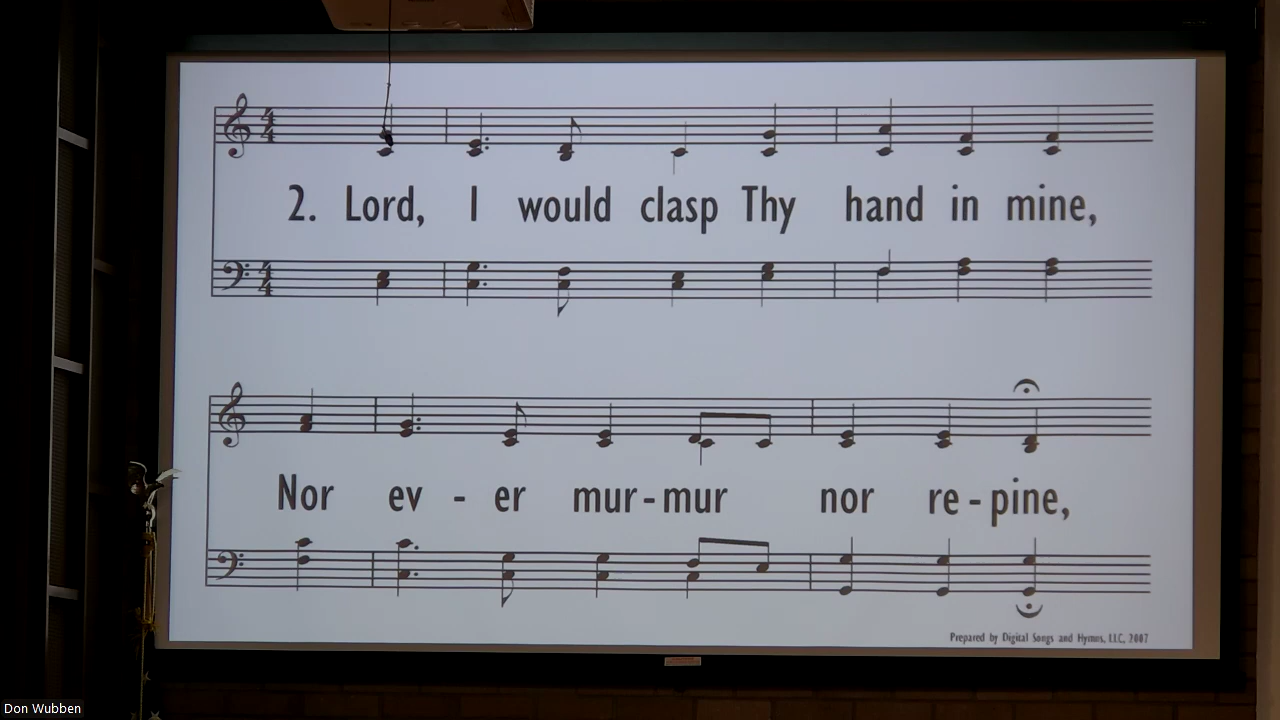 2. Lord, I would clasp Thy hand in mine,
Nor ev - er mur - mur nor re - pine,
Prepared by Digital Songs and Hymns, LLC, 2007
Don Wubben